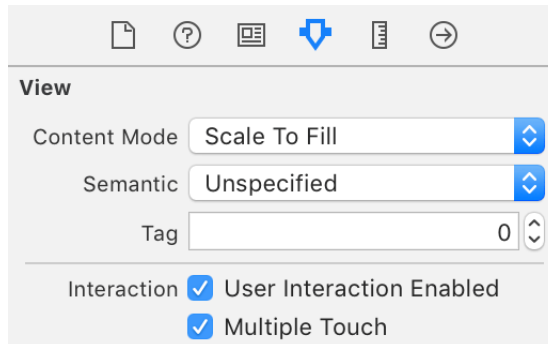 View
Content Mode Scale To Fill
Semantic Unspecified
Tag 0
Interaction User Interaction Enabled
Multiple Touch